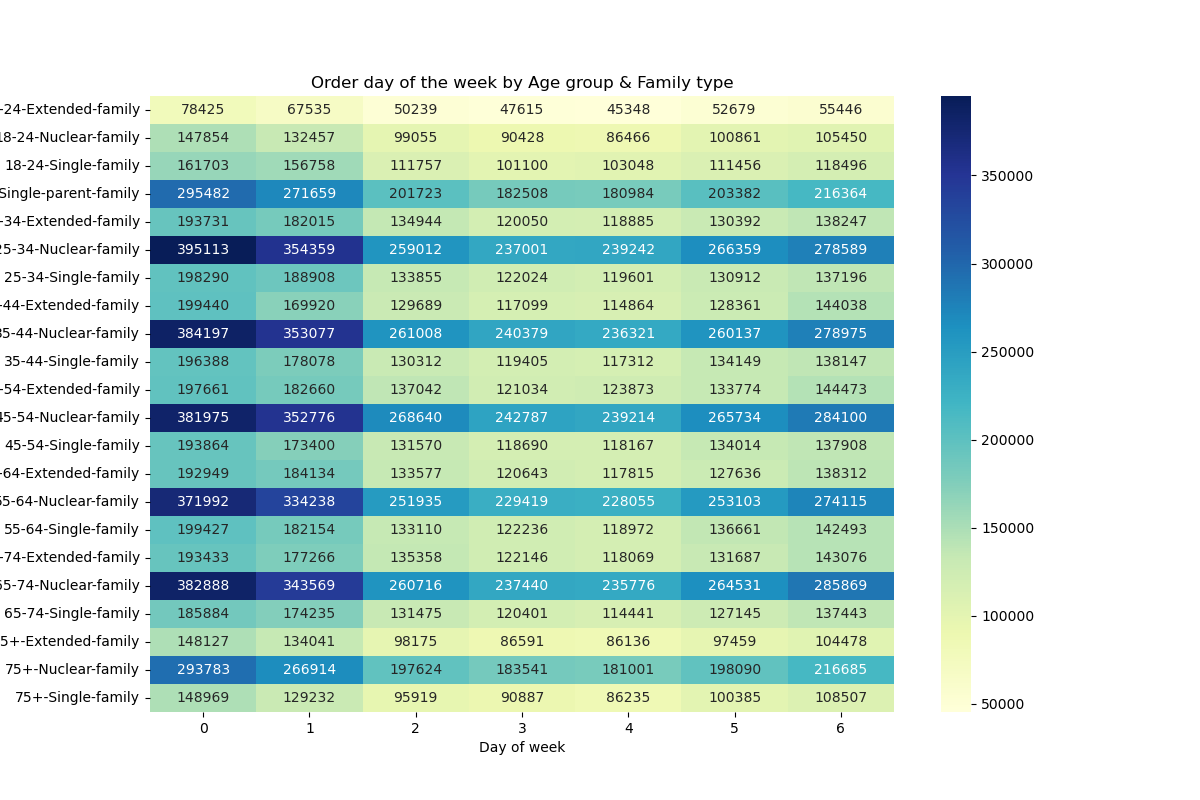 Order day of the week by Age group & Family type
-24-Extended-family 78425 67535 50239 47615 45348 52679 55446
18-24-Nuclear-family 147854 132457 99055 90428 86466 100861 105450
18-24-Single-family 161703 156758 111757 101100 103048 111456 118496
Single-parent-family 295482 271659 201723 182508 180984 203382 216364
-34-Extended-family 193731 182015 134944 120050 118885 130392 138247
25-34-Nuclear-family 395113 354359 259012 237001 239242 266359 278589
25-34-Single-family 198290 188908 133855 122024 119601 130912 137196
-44-Extended-family 199440 169920 129689 117099 114864 128361 144038
35-44-Nuclear-family 384197 353077 261008 240379 236321 260137 278975
35-44-Single-family 196388 178078 130312 119405 117312 134149 138147
-54-Extended-family 197661 182660 137042 121034 123873 133774 144473
45-54-Nuclear-family 381975 352776 268640 242787 239214 265734 284100
45-54-Single-family 193864 173400 131570 118690 118167 134014 137908
-64-Extended-family 192949 184134 133577 120643 117815 127636 138312
55-64-Nuclear-family 371992 334238 251935 229419 228055 253103 274115
55-64-Single-family 199427 182154 133110 122236 118972 136661 142493
-74-Extended-family 193433 177266 135358 122146 118069 131687 143076
65-74-Nuclear-family 382888 343569 260716 237440 235776 264531 285869
65-74-Single-family 185884 174235 131475 120401 114441 127145 137443
5+-Extended-family 148127 134041 98175 86591 86136 97459 104478
75+-Nuclear-family 293783 266914 197624 183541 181001 198090 216685
75+-Single-family 148969 129232 95919 90887 86235 100385 108507
0 1 2 3 4 5 6
Day of week
350000
300000
250000
200000
150000
100000
50000